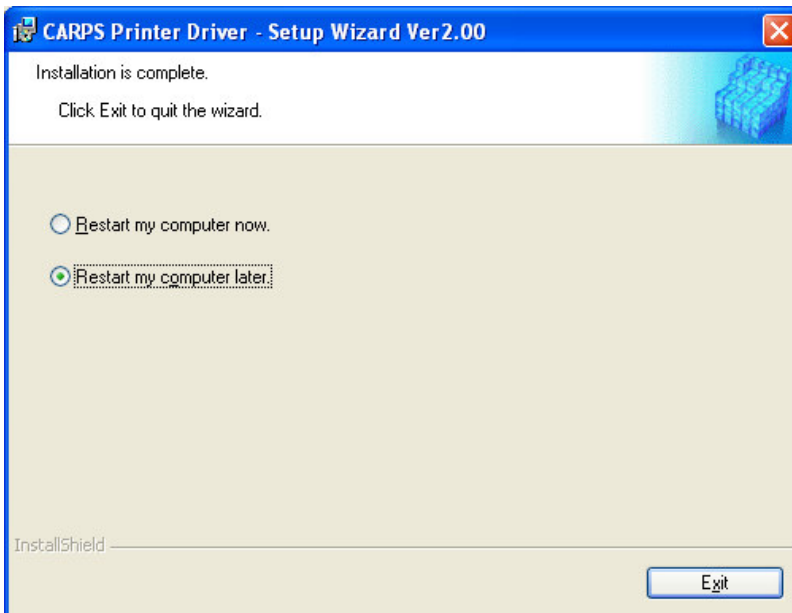 CARPS Printer Driver - Setup Wizard Ver2.00
Installation is complete.
Click Exit to quit the wizard.
Restart my computer now.
Restart my computer later.
InstallShield
Exit